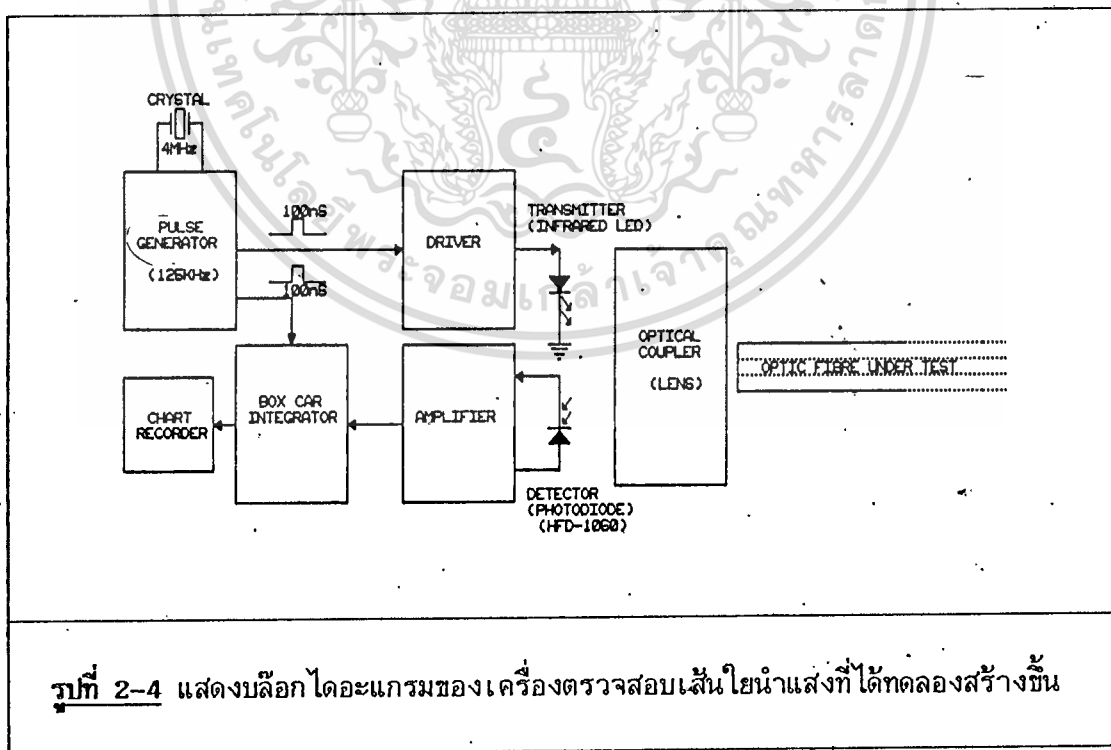 CRYSTAL
4MHz
PULSE
GENERATOR
(125KHz)
100nS
100nS
DRIVER
TRANSMITTER
(INFRARED LED)
OPTICAL
COUPLER
(LENS)
OPTIC FIBRE UNDER TEST
CHART
RECORDER
BOX CAR
INTEGRATOR
AMPLIFIER
DETECTOR
(PHOTODIODE)
(HFD-1060)
รูปที่ 2-4 แสดงบล๊อกไดอะแกรมของเครื่องตรวจสอบเส้นใยนำแสงที่ได้ทดลองสร้างขึ้น